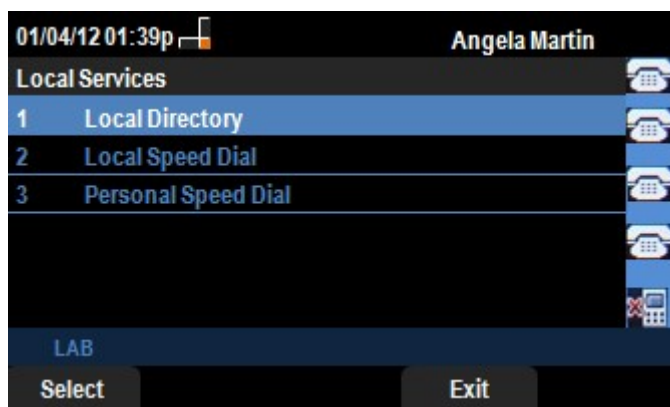 01/04/12 01:39p Angela Martin
Local Services
1 Local Directory
2 Local Speed Dial
3 Personal Speed Dial
LAB
Select Exit